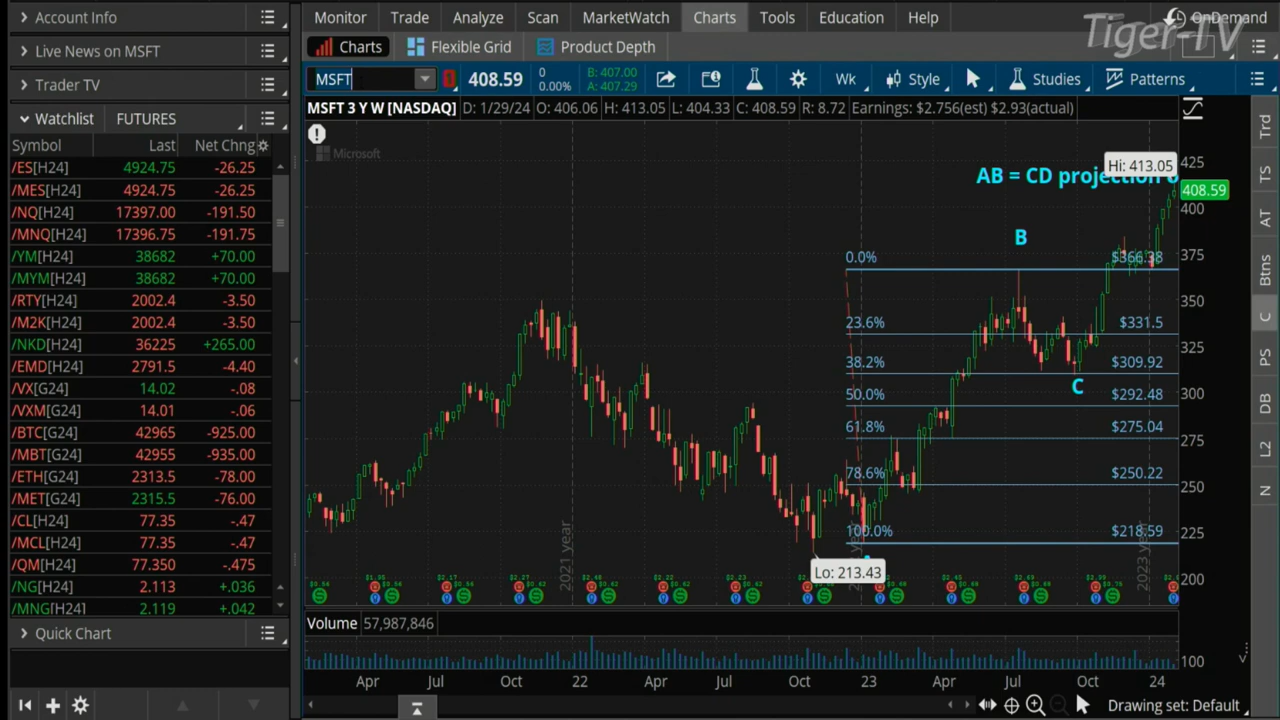 Account Info
Monitor Trade Analyze Scan MarketWatch Charts Tools Education Help
OnDemand
Tiger-TV
Live News on MSFT
Charts Flexible Grid Product Depth
Trader TV
MSFT 408.59 0 0.00% B: 407.00 A: 407.29 Wk Style Studies Patterns
Watchlist FUTURES
MSFT 3 Y W [NASDAQ] D: 1/29/24 O: 406.06 H: 413.05 L: 404.33 C: 408.59 R: 8.72 Earnings: $2.756(est) $2.93(actual)
Symbol Last Net Chng
/ES[H24] 4924.75 -26.25
/MES[H24] 4924.75 -26.25
/NQ[H24] 17397.00 -191.50
/MNQ[H24] 17396.75 -191.75
/YM[H24] 38682 +70.00
/MYM[H24] 38682 +70.00
/RTY[H24] 2002.4 -3.50
/M2K[H24] 2002.4 -3.50
/NKD[H24] 36225 +265.00
/EMD[H24] 2791.5 -4.40
/VX[G24] 14.02 -.08
/VXM[G24] 14.01 -.06
/BTC[G24] 42965 -925.00
/MBT[G24] 42955 -935.00
/ETH[G24] 2313.5 -78.00
/MET[G24] 2315.5 -76.00
/CL[H24] 77.35 -.47
/MCL[H24] 77.35 -.47
/QM[H24] 77.350 -.475
/NG[H24] 2.113 +.036
/MNG[H24] 2.119 +.042
Quick Chart
Microsoft
Hi: 413.05
AB = CD projection o
408.59
B
0.0% $366.38
23.6% $331.5
38.2% $309.92
C
50.0% $292.48
61.8% $275.04
78.6% $250.22
100.0% $218.59
Lo: 213.43
2021 year
2023 year
425
400
375
350
325
300
275
250
225
200
Volume 57,987,846
100
Apr Jul Oct 22 Apr Jul Oct 23 Apr Jul Oct 24
Drawing set: Default
Trd
TS
AT
Btns
C
PS
DB
L2
N